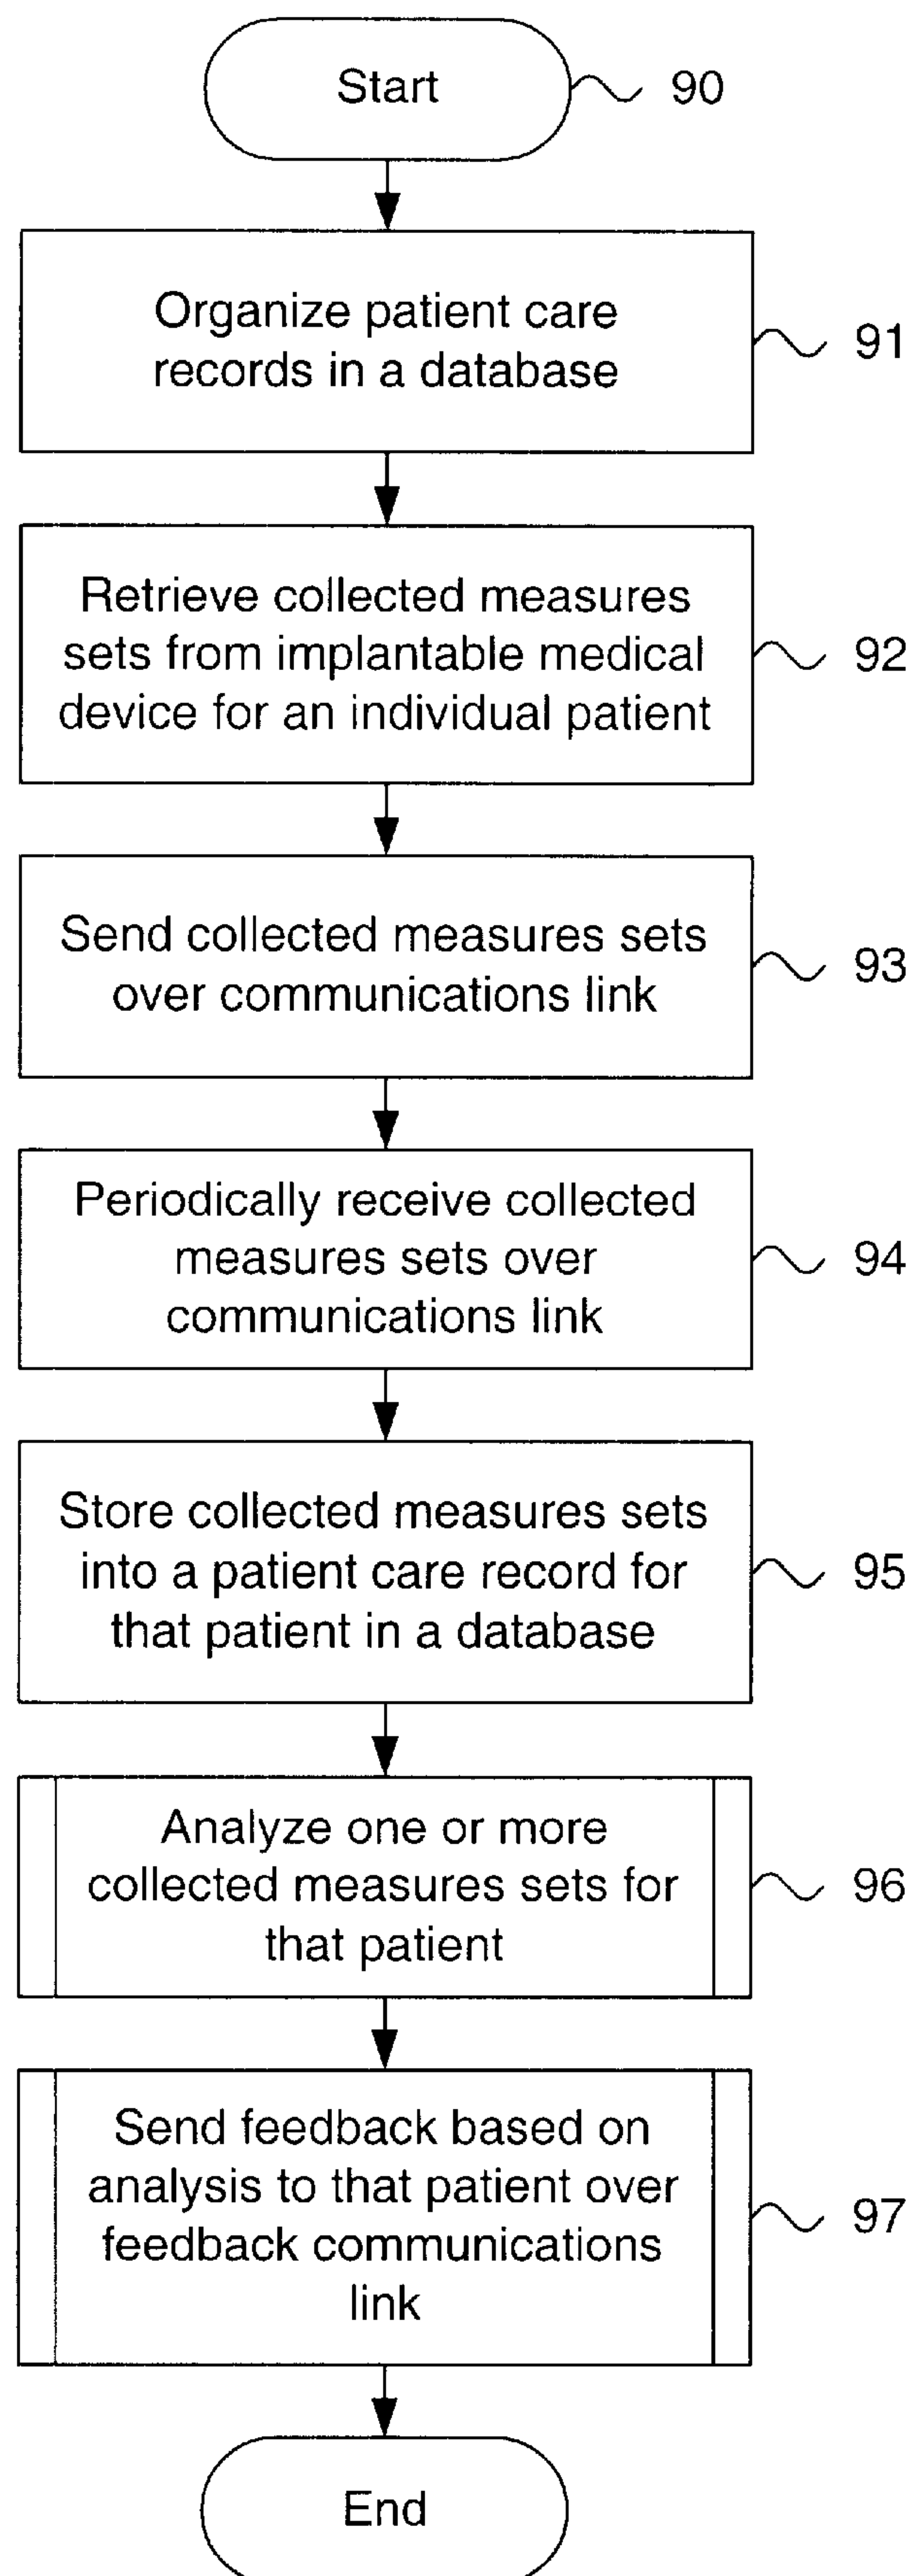 Start
90
Organize patient care
records in a database
91
Retrieve collected measures
sets from implantable medical
device for an individual patient
92
Send collected measures sets
over communications link
93
Periodically receive collected
measures sets over
communications link
94
Store collected measures sets
into a patient care record for
that patient in a database
95
Analyze one or more
collected measures sets for
that patient
96
Send feedback based on
analysis to that patient over
feedback communications
link
97
End